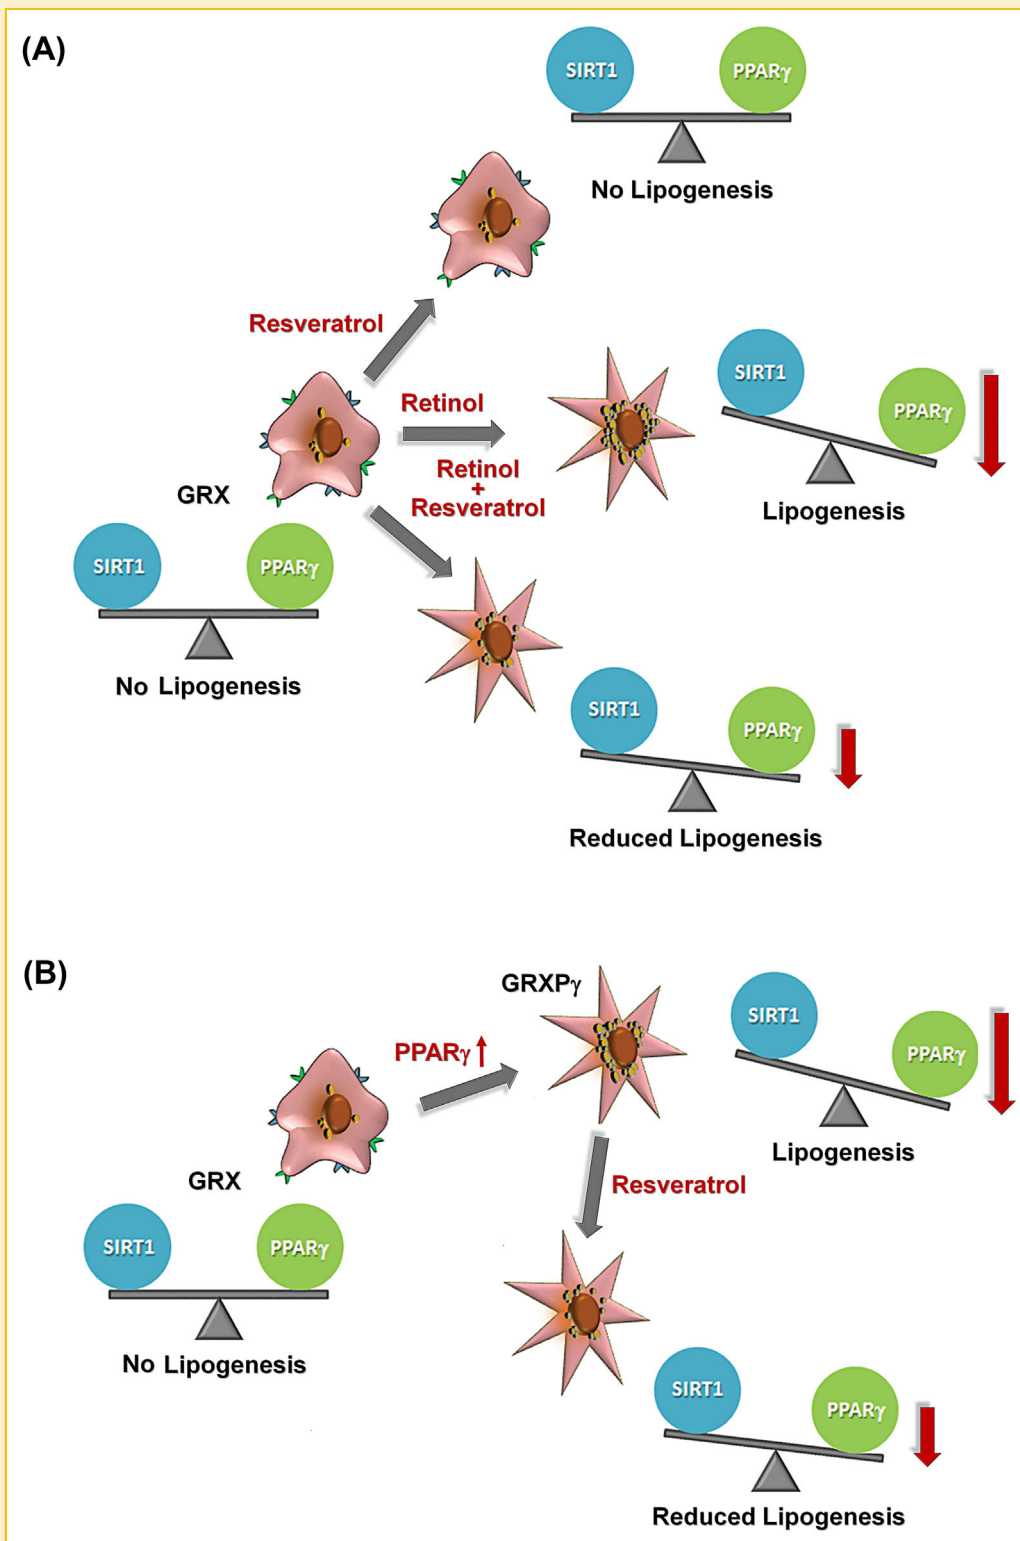 (A)
SIRT1
PPARγ
No Lipogenesis
Resveratrol
Retinol
SIRT1
PPARγ
Lipogenesis
Retinol
+
Resveratrol
GRX
SIRT1
PPARγ
No Lipogenesis
SIRT1
PPARγ
Reduced Lipogenesis
(B)
GRXPγ
SIRT1
PPARγ
Lipogenesis
PPARγ
GRX
Resveratrol
SIRT1
PPARγ
No Lipogenesis
SIRT1
PPARγ
Reduced Lipogenesis